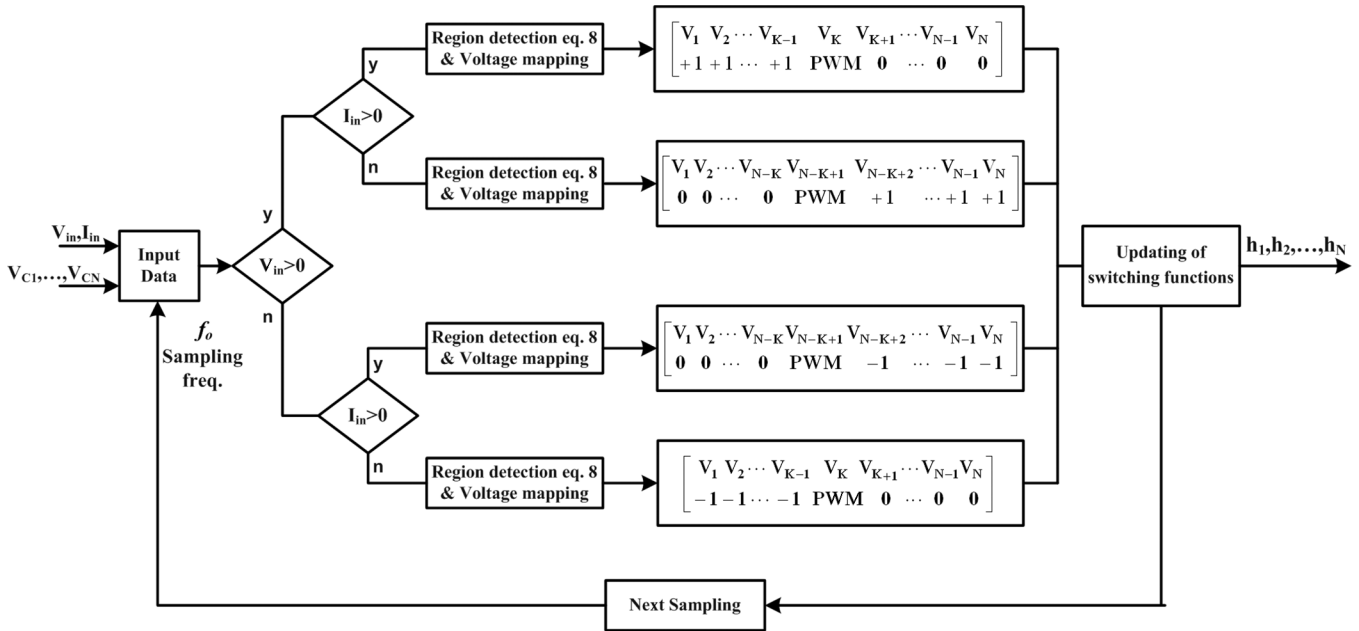 V_in,I_in
V_C1,…,V_CN
Input
Data
f_o
Sampling
freq.
V_in>0
y
n
I_in>0
y
n
Region detection eq. 8
& Voltage mapping
V_1 V_2 ⋯ V_K−1 V_K V_K+1 ⋯ V_N−1 V_N
+1 +1 ⋯ +1 PWM 0 ⋯ 0 0
Region detection eq. 8
& Voltage mapping
V_1 V_2 ⋯ V_N−K V_N−K+1 V_N−K+2 ⋯ V_N−1 V_N
0 0 ⋯ 0 PWM +1 ⋯ +1 +1
I_in>0
y
n
Region detection eq. 8
& Voltage mapping
V_1 V_2 ⋯ V_N−K V_N−K+1 V_N−K+2 ⋯ V_N−1 V_N
0 0 ⋯ 0 PWM −1 ⋯ −1 −1
Region detection eq. 8
& Voltage mapping
V_1 V_2 ⋯ V_K−1 V_K V_K+1 ⋯ V_N−1 V_N
−1 −1 ⋯ −1 PWM 0 ⋯ 0 0
Updating of
switching functions
h_1,h_2,…,h_N
Next Sampling